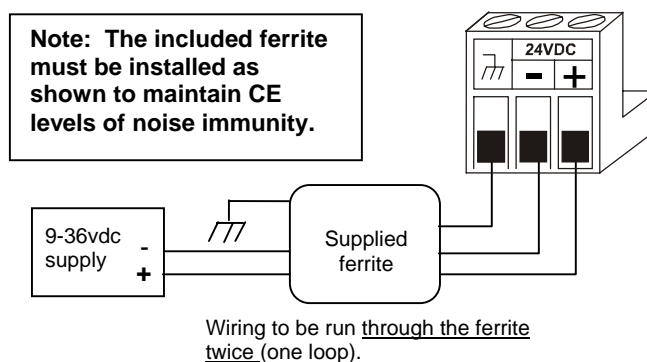 Note: The included ferrite
must be installed as
shown to maintain CE
levels of noise immunity.
24VDC
- +
9-36vdc
supply
-
+
Supplied
ferrite
Wiring to be run through the ferrite
twice (one loop).